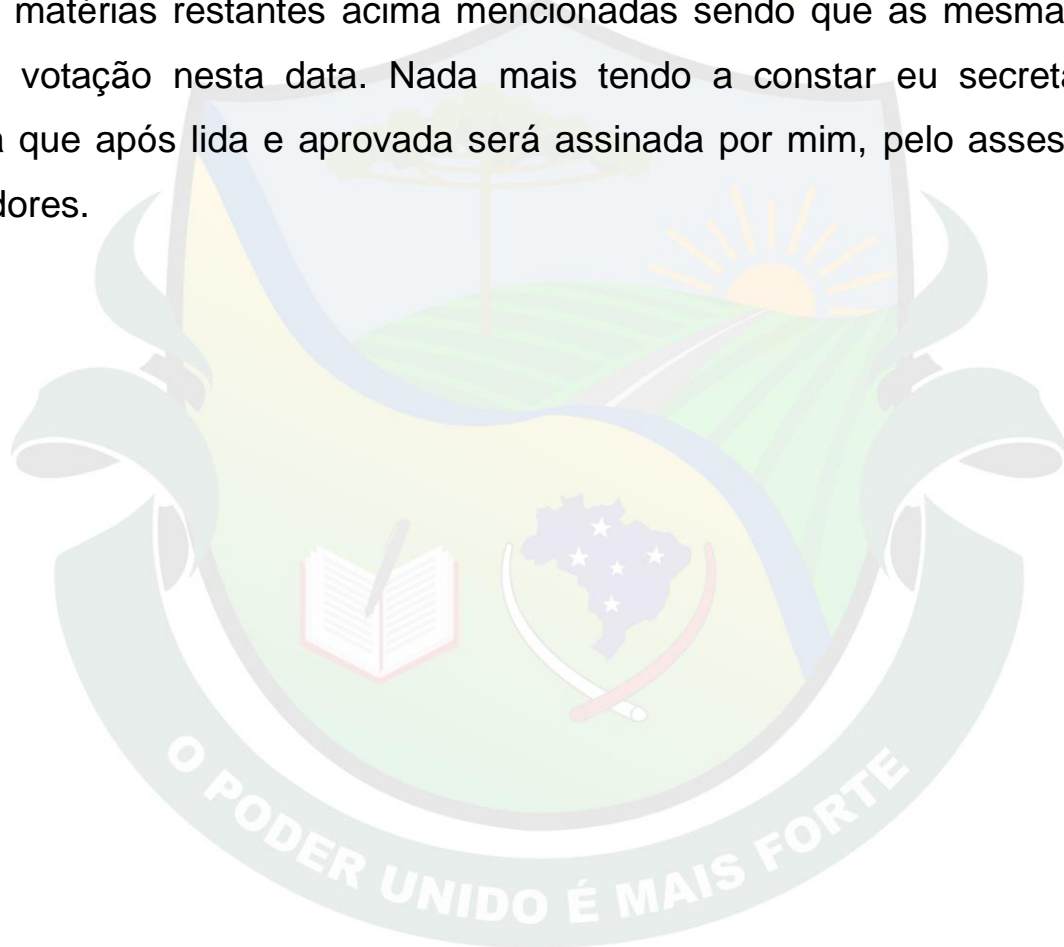 matérias restantes acima mencionadas sendo que as mesma
votação nesta data. Nada mais tendo a constar eu secreta
que após lida e aprovada será assinada por mim, pelo asses
dores.
O PODER UNIDO É MAIS FORTE